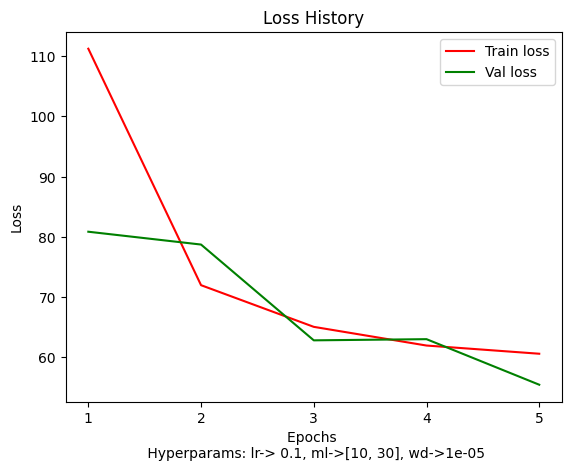 Loss History
110
100
90
80
70
60
Loss
Train loss
Val loss
1
2
3
4
5
Epochs
Hyperparams: lr-> 0.1, ml->[10, 30], wd->1e-05